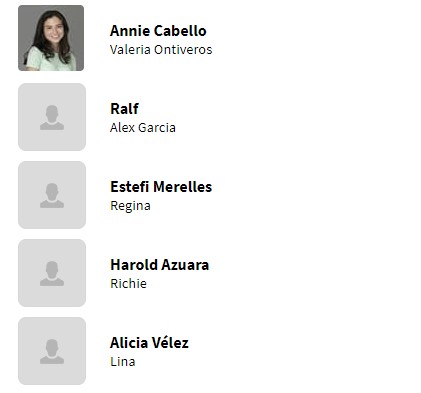 Annie Cabello
Valeria Ontiveros
Ralf
Alex Garcia
Estefi Merelles
Regina
Harold Azuara
Richie
Alicia Vélez
Lina